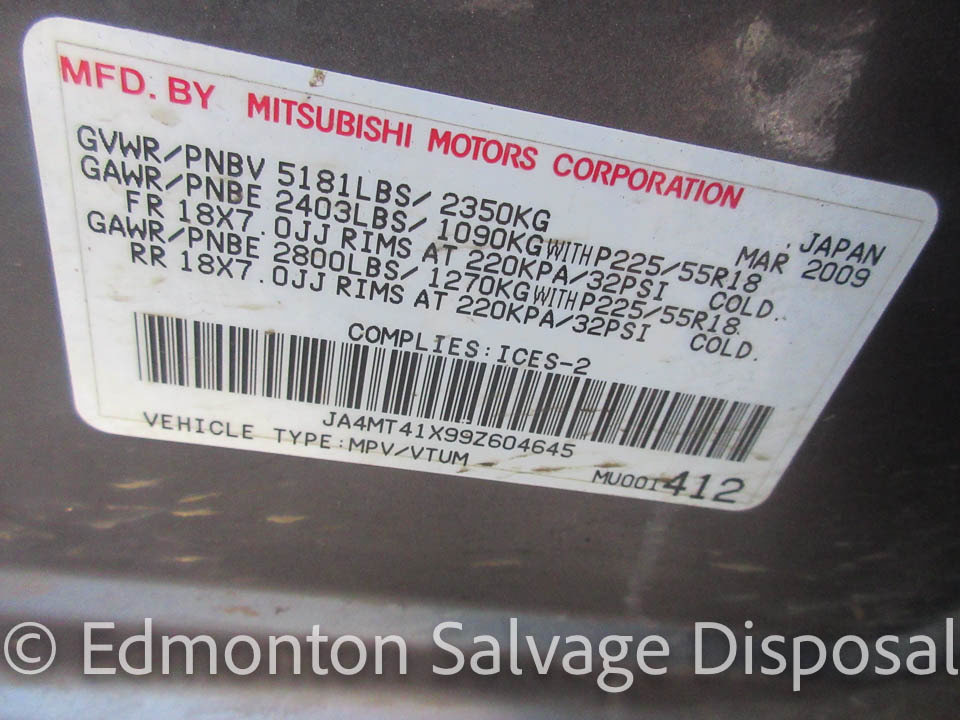 MFD. BY MITSUBISHI MOTORS CORPORATION
GVWR/PNBV 5181LBS/ 2350KG . JAPAN
GAWR/PNBE 2403LBS/ 1090KG WITH P225/55R18 MAR 2009
FR 18X7.0JJ RIMS AT 220KPA/32PSI COLD.
GAWR/PNBE 2800LBS/ 1270KG WITH P225/55R18
RR 18X7.0JJ RIMS AT 220KPA/32PSI COLD.
COMPLIES:ICES-2
JA4MT41X99Z604645
VEHICLE TYPE:MPV/VTUM
MU001412
© Edmonton Salvage Disposal